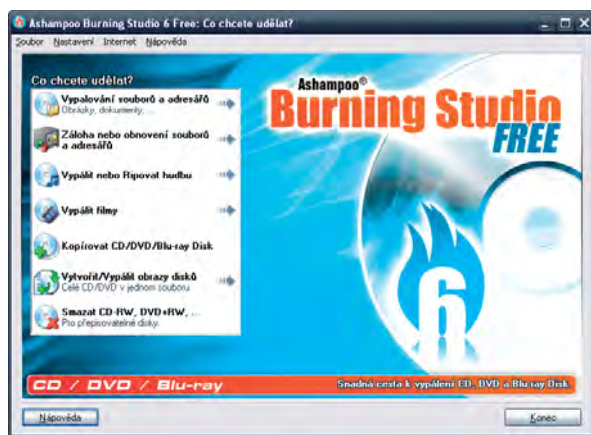 Ashampoo Burning Studio 6 Free: Co chcete udělat?
Soubor Nastavení Internet Nápověda
Co chcete udělat?
Vypalování souborů a adresářů
Obrázky, dokumenty, ...
Záloha nebo obnovení souborů
a adresářů
Vypálit nebo Ripovat hudbu
Vypálit filmy
Kopírovat CD/DVD/Blu-ray Disk
Vytvořit/Vypálit obrazy disků
Celé CD/DVD v jednom souboru
Smazat CD-RW, DVD+RW, ...
Pro přepisovatelné disky.
Ashampoo®
Burning Studio
FREE
6
CD / DVD / Blu-ray
Snadná cesta k vypálení CD, DVD a Blu-ray Disk
Nápověda
Konec